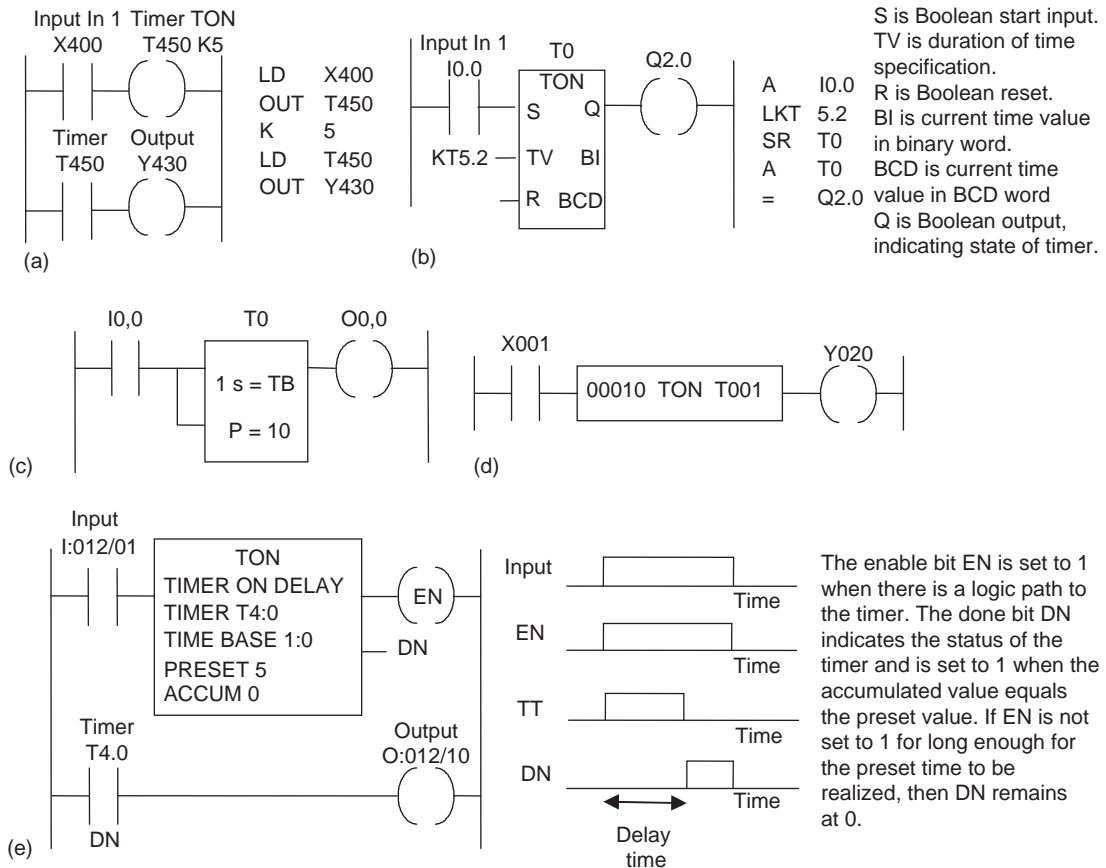 Input In 1 Timer TON
X400 T450 K5
Timer Output
T450 Y430
LD X400
OUT T450
K 5
LD T450
OUT Y430
(a)
Input In 1
I0.0
T0
TON
S Q
KT5.2 TV BI
R BCD
Q2.0
A I0.0
LKT 5.2
SR T0
A T0
= Q2.0
(b)
S is Boolean start input.
TV is duration of time
specification.
R is Boolean reset.
BI is current time value
in binary word.
BCD is current time
value in BCD word
Q is Boolean output,
indicating state of timer.
I0,0 T0 O0,0
1 s = TB
P = 10
(c)
X001 Y020
00010 TON T001
(d)
Input
I:012/01
TON
TIMER ON DELAY
TIMER T4:0
TIME BASE 1:0
PRESET 5
ACCUM 0
EN
DN
Timer
T4.0
DN
Output
O:012/10
(e)
Input
Time
EN
Time
TT
Time
DN
Time
Delay
time
The enable bit EN is set to 1
when there is a logic path to
the timer. The done bit DN
indicates the status of the
timer and is set to 1 when the
accumulated value equals
the preset value. If EN is not
set to 1 for long enough for
the preset time to be
realized, then DN remains
at 0.